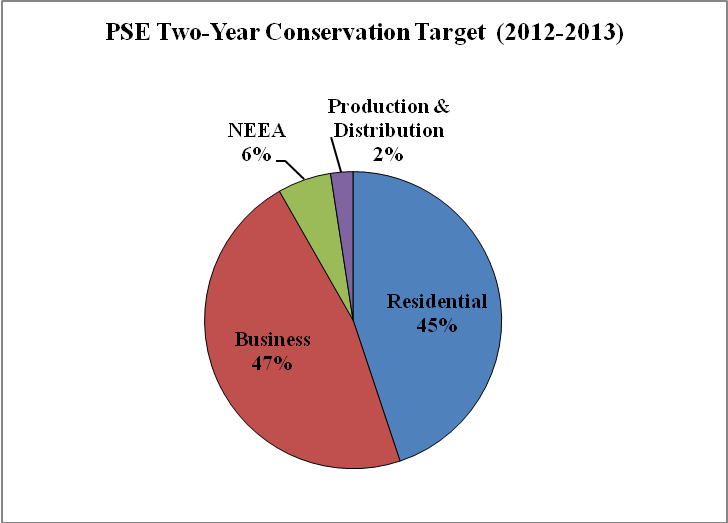 PSE Two-Year Conservation Target  (2012-2013)
Production &
Distribution
2%
NEEA
6%
Residential
45%
Business
47%